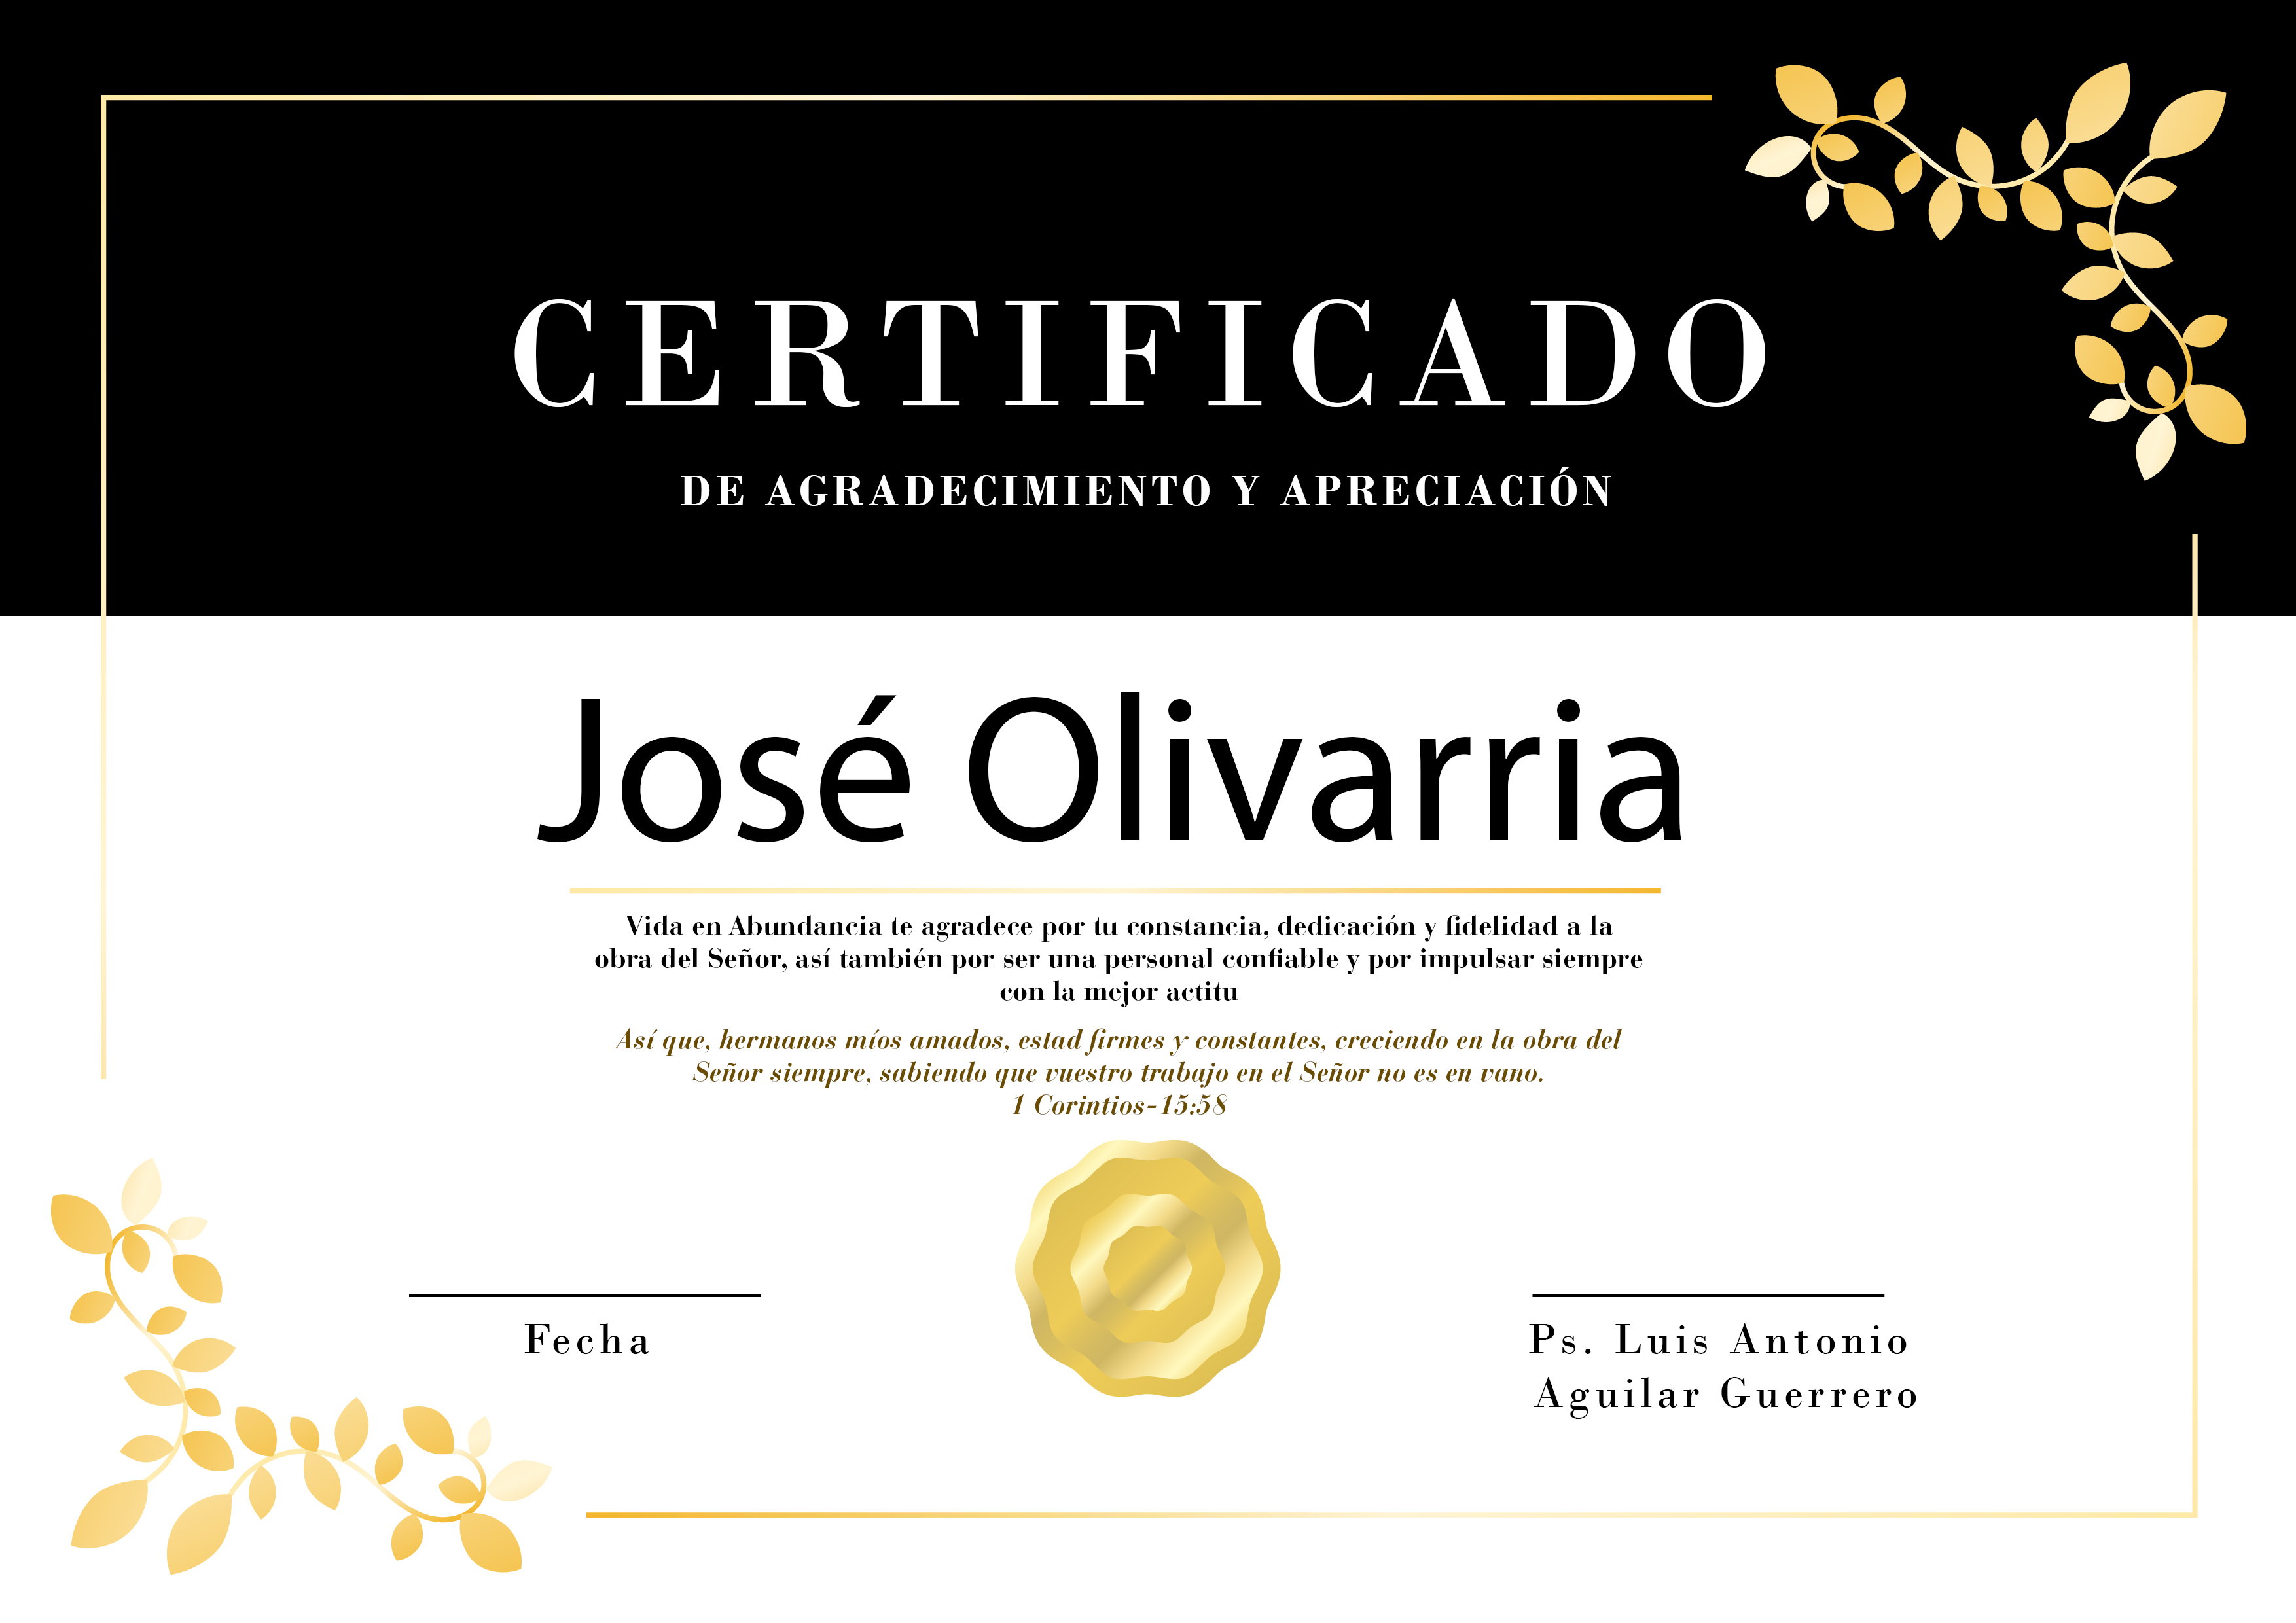 CERTIFICADO
DE AGRADECIMIENTO Y APRECIACIÓN
José Olivarria
Vida en Abundancia te agradece por tu constancia, dedicación y fidelidad a la
obra del Señor, así también por ser una personal confiable y por impulsar siempre
con la mejor actitu
Así que, hermanos míos amados, estad firmes y constantes, creciendo en la obra del
Señor siempre, sabiendo que vuestro trabajo en el Señor no es en vano.
1 Corintios-15:58
Fecha
Ps. Luis Antonio
Aguilar Guerrero